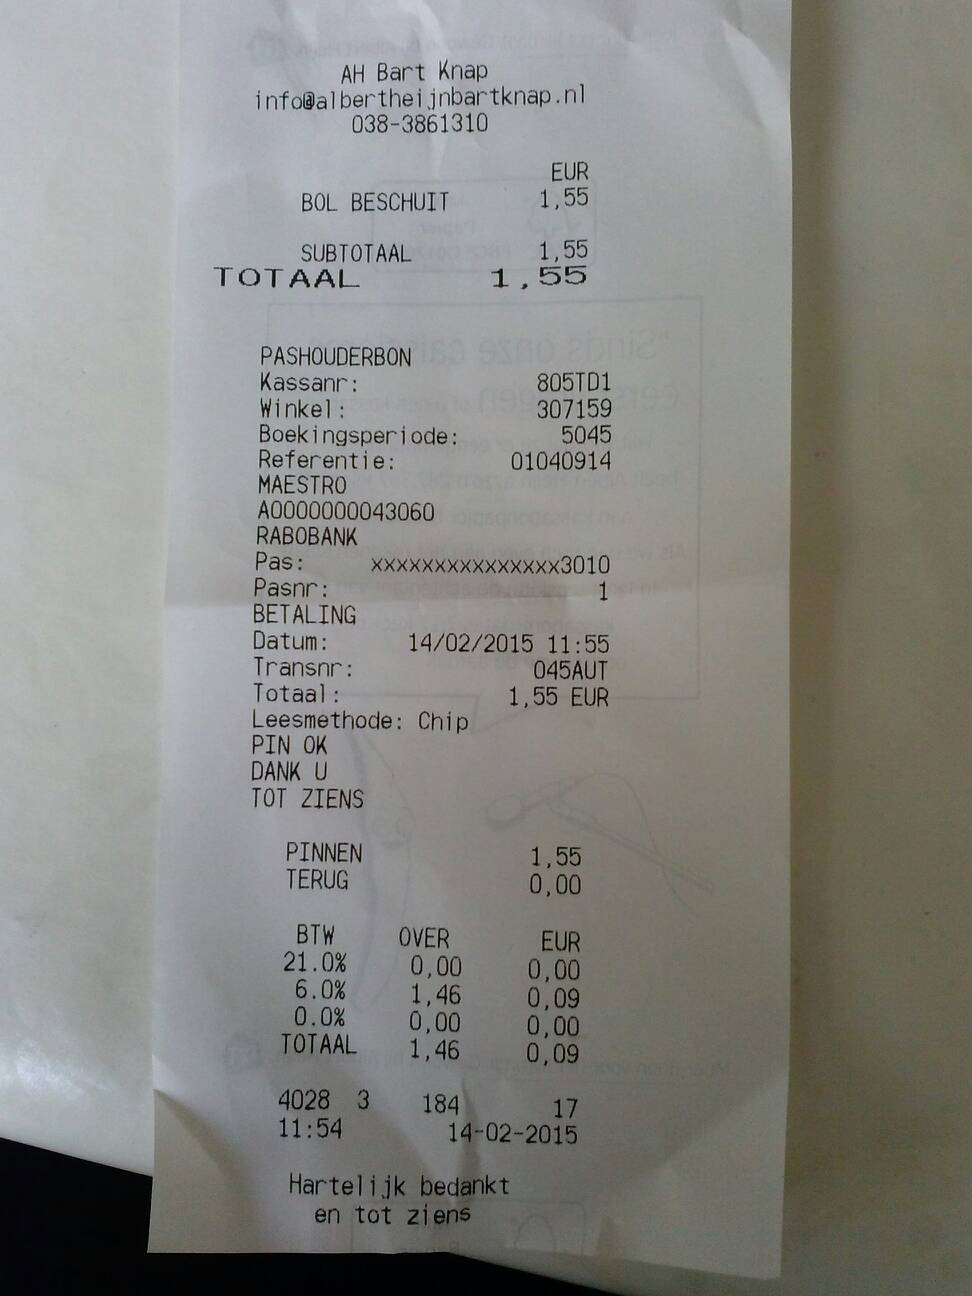 AH Bart Knap
info@albertheijnbartknap.nl
038-3861310
EUR
BOL BESCHUIT 1,55
SUBTOTAAL 1,55
TOTAAL 1,55
PASHOUDERBON
Kassanr: 805TD1
Winkel: 307159
Boekingsperiode: 5045
Referentie: 01040914
MAESTRO
A0000000043060
RABOBANK
Pas: xxxxxxxxxxxxxxx3010
Pasnr: 1
BETALING
Datum: 14/02/2015 11:55
Transnr: 045AUT
Totaal: 1,55 EUR
Leesmethode: Chip
PIN OK
DANK U
TOT ZIENS
PINNEN 1,55
TERUG 0,00
BTW OVER EUR
21.0% 0,00 0,00
6.0% 1,46 0,09
0.0% 0,00 0,00
TOTAAL 1,46 0,09
4028 3 184 17
11:54 14-02-2015
Hartelijk bedankt
en tot ziens